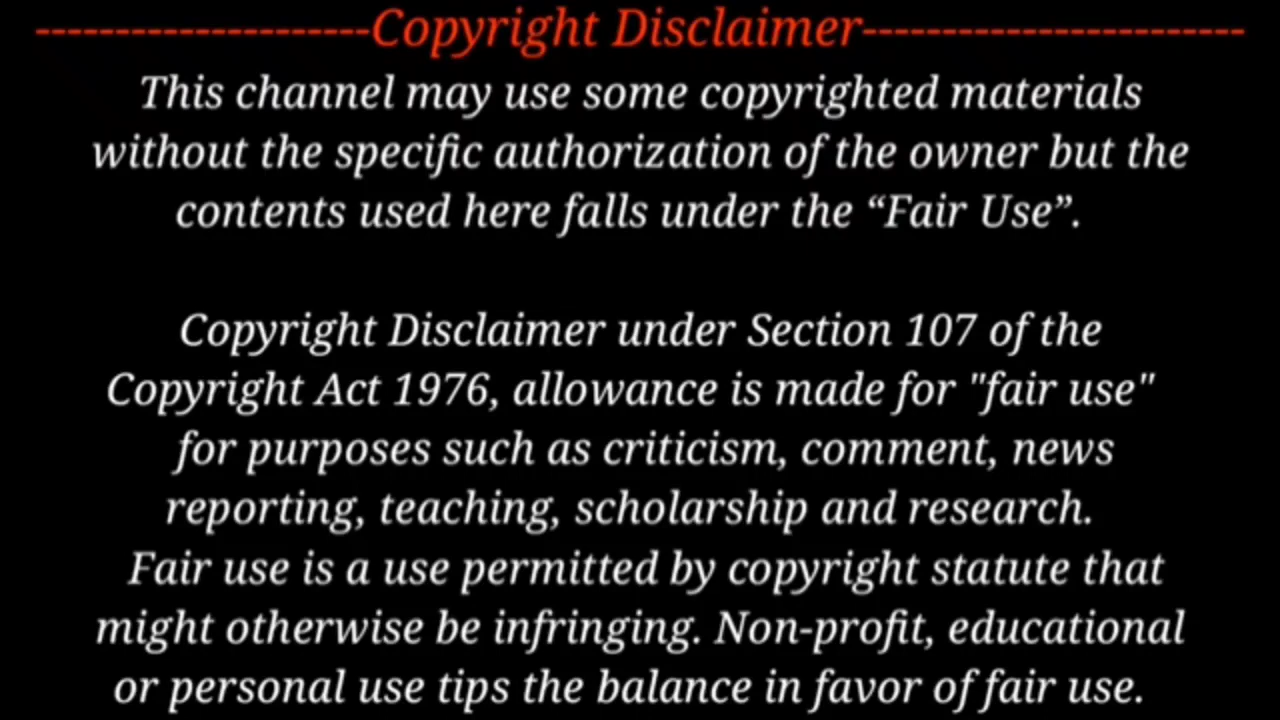 ---------------------Copyright Disclaimer------------------------
This channel may use some copyrighted materials
without the specific authorization of the owner but the
contents used here falls under the “Fair Use”.
Copyright Disclaimer under Section 107 of the
Copyright Act 1976, allowance is made for "fair use"
for purposes such as criticism, comment, news
reporting, teaching, scholarship and research.
Fair use is a use permitted by copyright statute that
might otherwise be infringing. Non-profit, educational
or personal use tips the balance in favor of fair use.